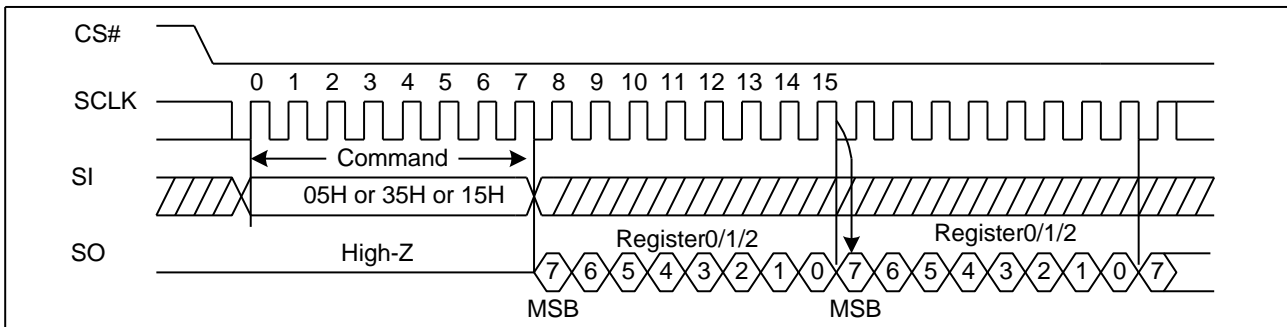 CS#
0 1 2 3 4 5 6 7 8 9 10 11 12 13 14 15
SCLK
Command
SI
05H or 35H or 15H
Register0/1/2 Register0/1/2
SO High-Z
7 6 5 4 3 2 1 0 7 6 5 4 3 2 1 0 7
MSB MSB